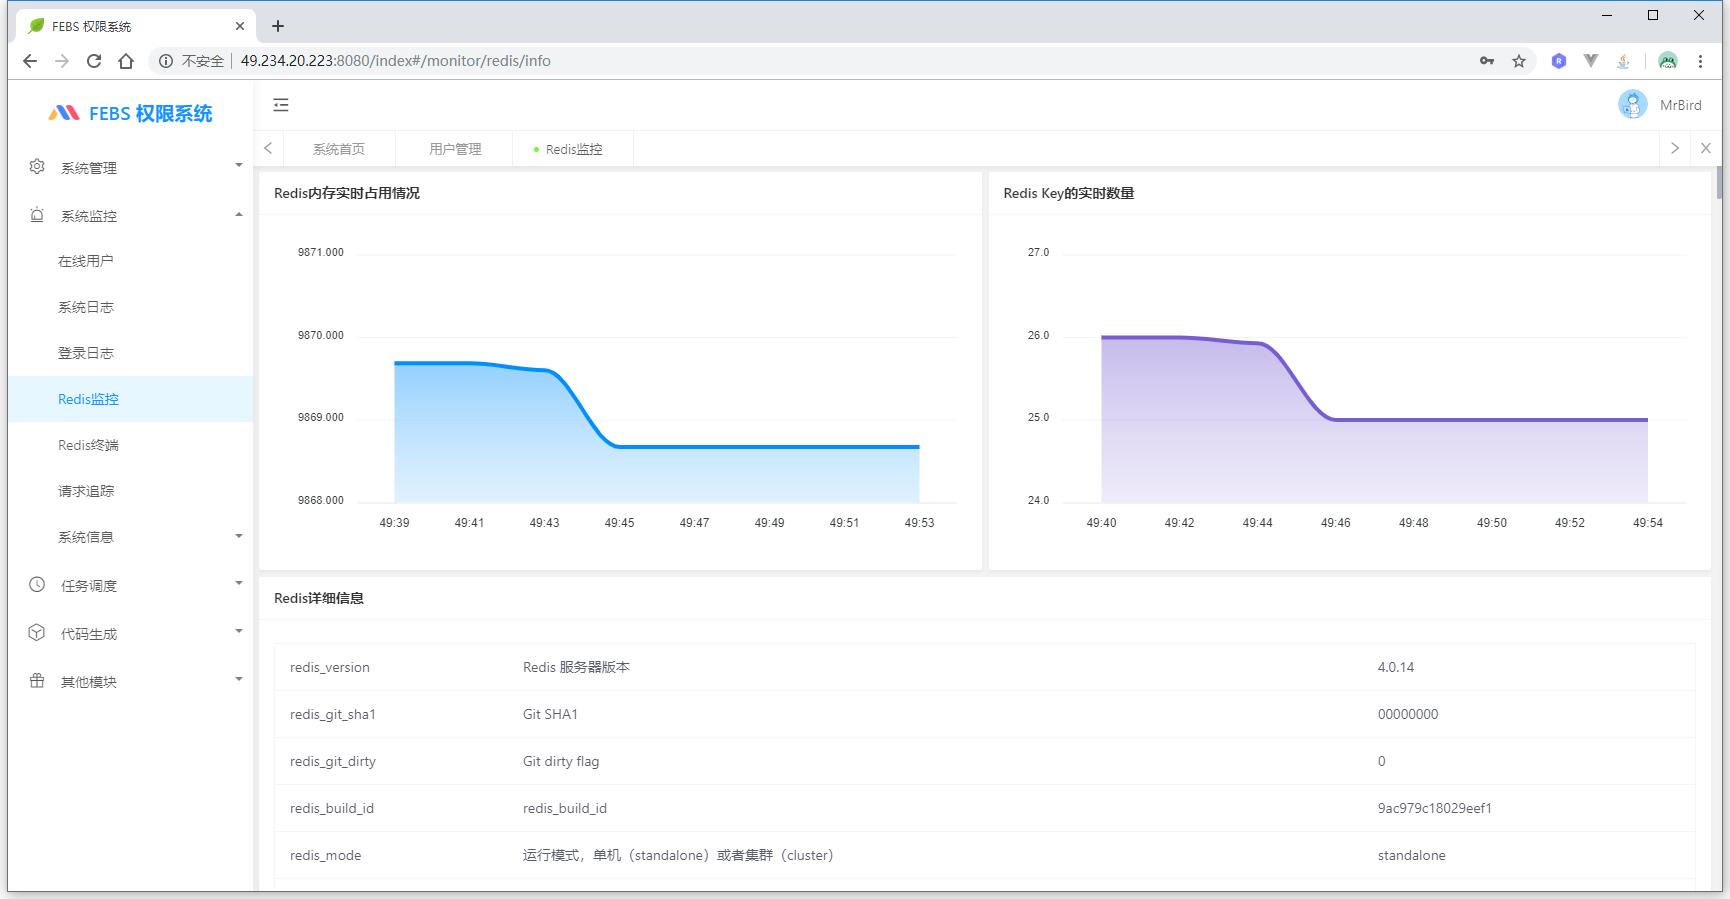 FEBS 权限系统
不安全 49.234.20.223:8080/index#/monitor/redis/info
FEBS 权限系统
MrBird
系统首页 用户管理 Redis监控
系统管理
系统监控
在线用户
系统日志
登录日志
Redis监控
Redis终端
请求追踪
系统信息
任务调度
代码生成
其他模块
Redis内存实时占用情况
9871.000
9870.000
9869.000
9868.000
49:39 49:41 49:43 49:45 49:47 49:49 49:51 49:53
Redis Key的实时数量
27.0
26.0
25.0
24.0
49:40 49:42 49:44 49:46 49:48 49:50 49:52 49:54
Redis详细信息
redis_version Redis 服务器版本 4.0.14
redis_git_sha1 Git SHA1 00000000
redis_git_dirty Git dirty flag 0
redis_build_id redis_build_id 9ac979c18029eef1
redis_mode 运行模式，单机（standalone）或者集群（cluster） standalone